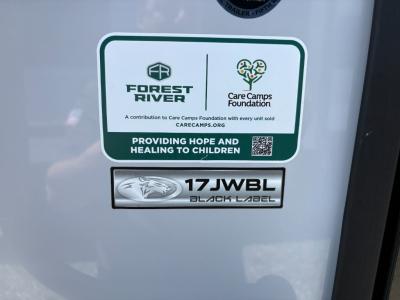 FOREST
RIVER
Care Camps
Foundation
A contribution to Care Camps Foundation with every unit sold
CARECAMPS.ORG
PROVIDING HOPE AND
HEALING TO CHILDREN
17JWBL
BLACK LABEL